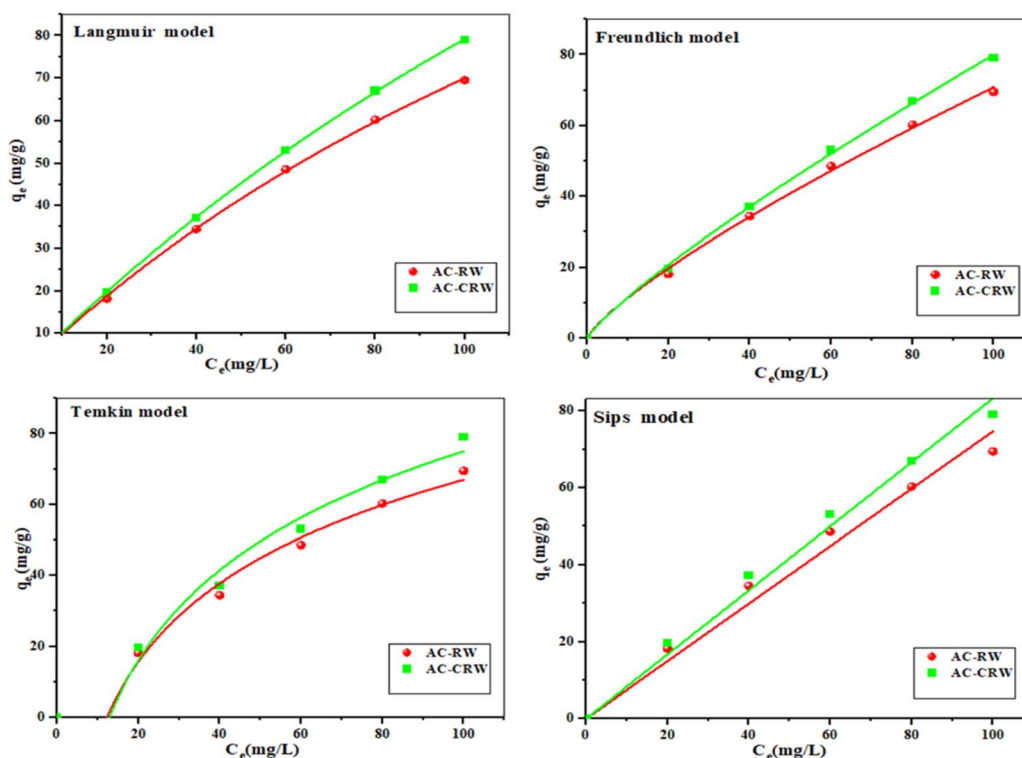 Langmuir model
80
70
60
50
40
30
20
10
qe (mg/g)
AC-RW
AC-CRW
20 40 60 80 100
Ce(mg/L)
Freundlich model
80
60
40
20
0
qe (mg/g)
AC-RW
AC-CRW
0 20 40 60 80 100
Ce(mg/L)
Temkin model
80
60
40
20
0
qe (mg/g)
AC-RW
AC-CRW
0 20 40 60 80 100
Ce(mg/L)
Sips model
80
60
40
20
0
qe (mg/g)
AC-RW
AC-CRW
0 20 40 60 80 100
Ce(mg/L)